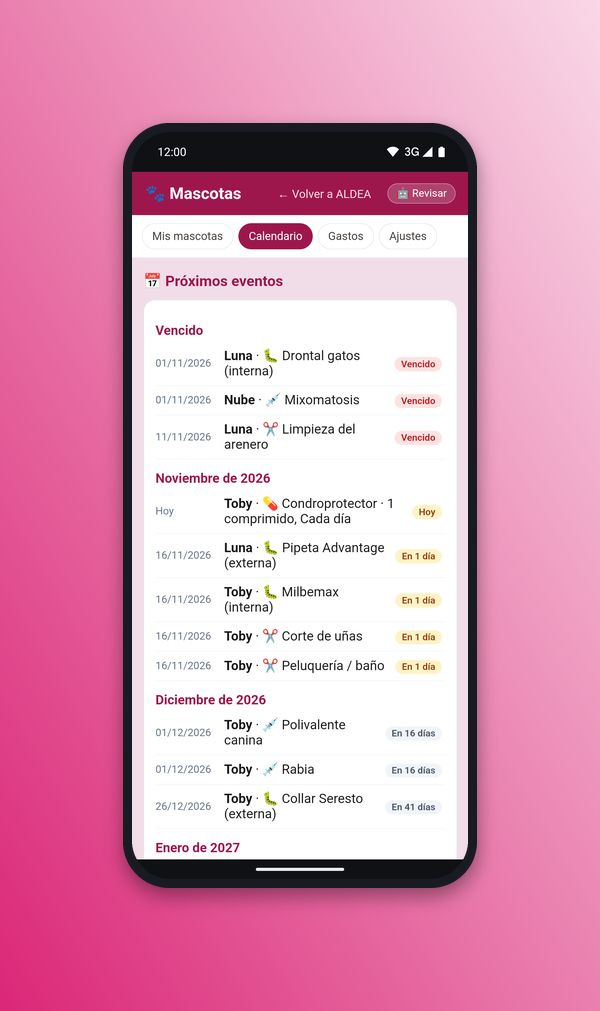 12:00
3G
🐾 Mascotas
← Volver a ALDEA
🤖 Revisar
Mis mascotas
Calendario
Gastos
Ajustes
📅 Próximos eventos
Vencido
01/11/2026 Luna · 🐛 Drontal gatos
(interna)
Vencido
01/11/2026 Nube · 💉 Mixomatosis Vencido
11/11/2026 Luna · ✂️ Limpieza del
arenero
Vencido
Noviembre de 2026
Hoy Toby · 💊 Condroprotector · 1
comprimido, Cada día
Hoy
16/11/2026 Luna · 🐛 Pipeta Advantage
(externa)
En 1 día
16/11/2026 Toby · 🐛 Milbemax
(interna)
En 1 día
16/11/2026 Toby · ✂️ Corte de uñas En 1 día
16/11/2026 Toby · ✂️ Peluquería / baño En 1 día
Diciembre de 2026
01/12/2026 Toby · 💉 Polivalente
canina
En 16 días
01/12/2026 Toby · 💉 Rabia En 16 días
26/12/2026 Toby · 🐛 Collar Seresto
(externa)
En 41 días
Enero de 2027